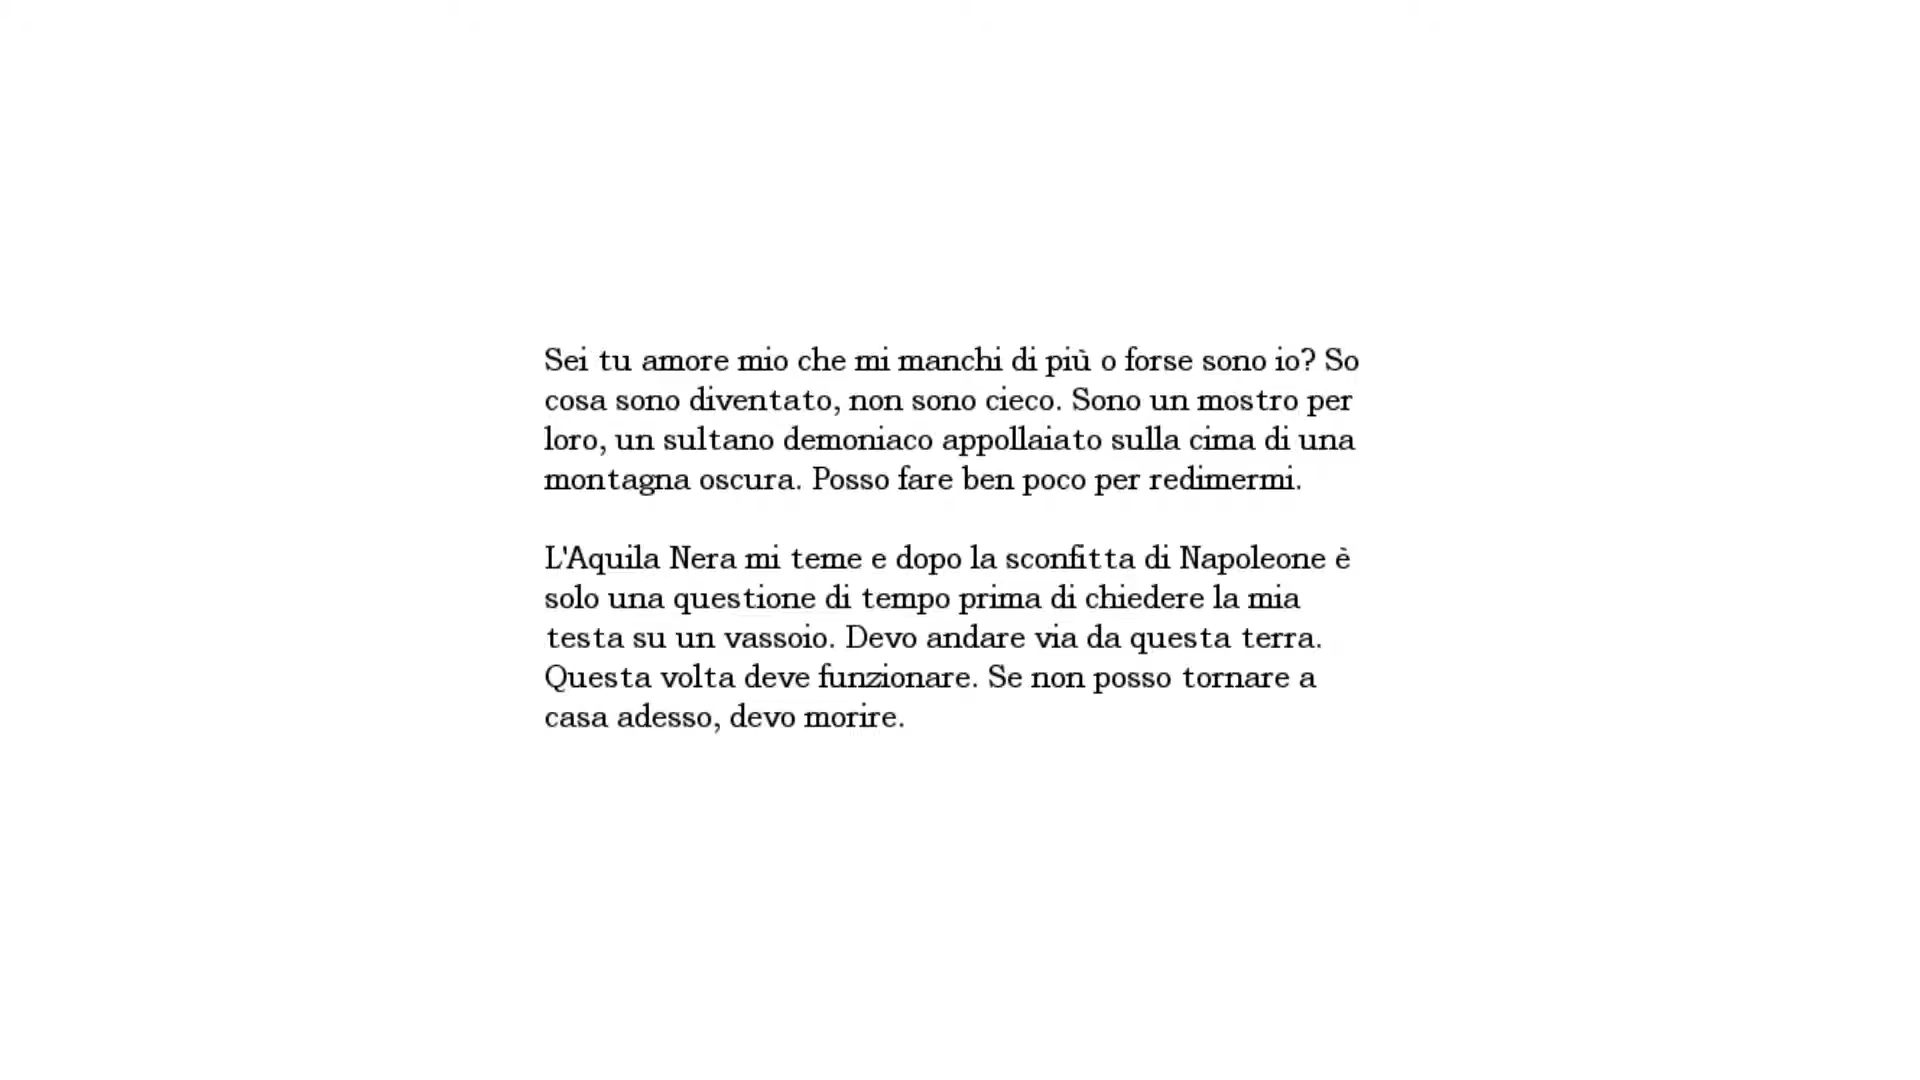 Sei tu amore mio che mi manchi di più o forse sono io? So
cosa sono diventato, non sono cieco. Sono un mostro per
loro, un sultano demoniaco appollaiato sulla cima di una
montagna oscura. Posso fare ben poco per redimermi.
L'Aquila Nera mi teme e dopo la sconfitta di Napoleone è
solo una questione di tempo prima di chiedere la mia
testa su un vassoio. Devo andare via da questa terra.
Questa volta deve funzionare. Se non posso tornare a
casa adesso, devo morire.